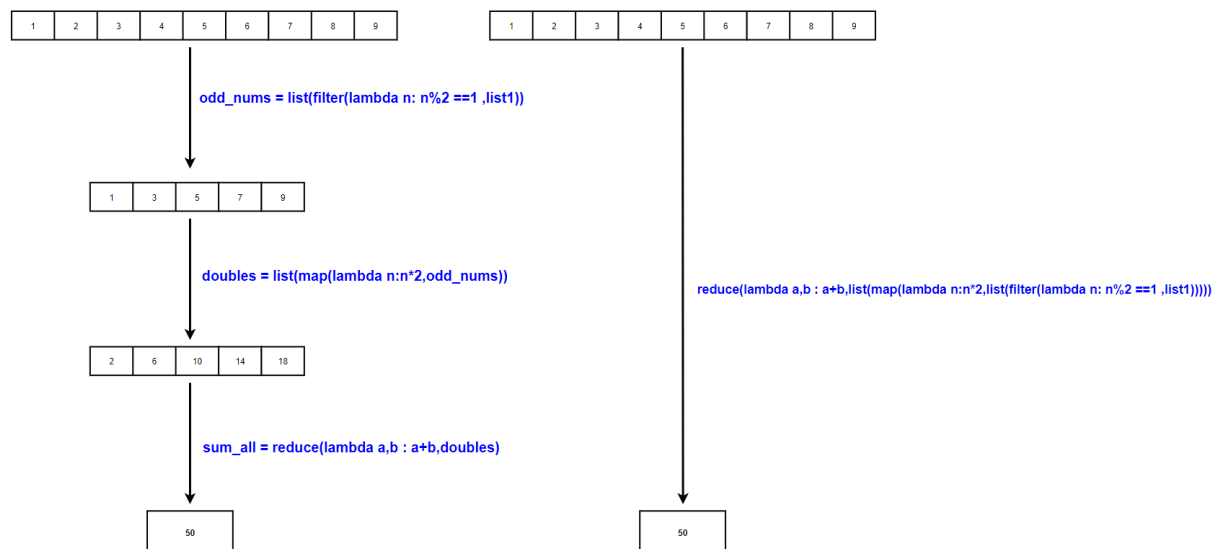 1 2 3 4 5 6 7 8 9
odd_nums = list(filter(lambda n: n%2 ==1 ,list1))
1 3 5 7 9
doubles = list(map(lambda n:n*2,odd_nums))
2 6 10 14 18
sum_all = reduce(lambda a,b : a+b,doubles)
50
1 2 3 4 5 6 7 8 9
reduce(lambda a,b : a+b,list(map(lambda n:n*2,list(filter(lambda n: n%2 ==1 ,list1)))))
50